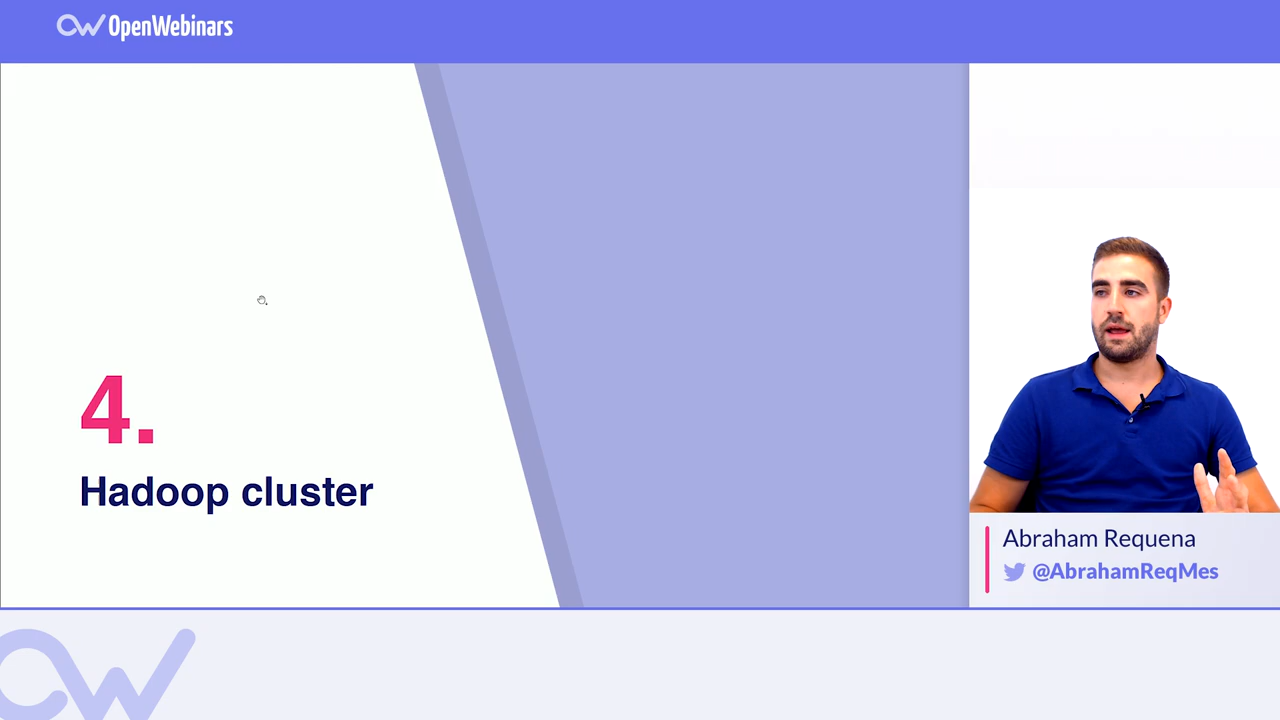 OpenWebinars
4.
Hadoop cluster
Abraham Requena
@AbrahamReqMes